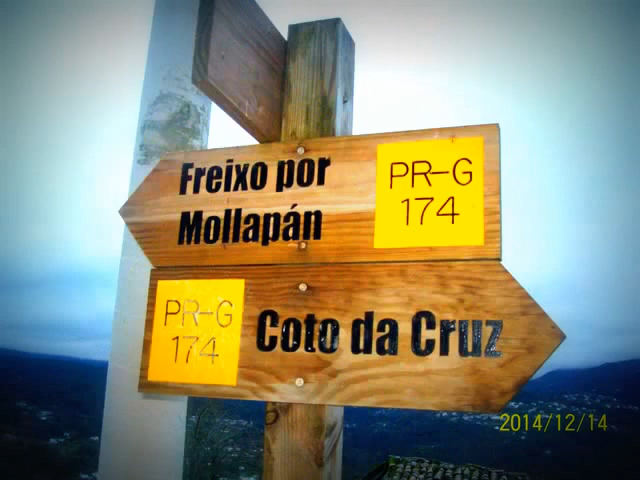 Freixo por
Mollapán
PR-G
174
PR-G
174
Coto da Cruz
2014/12/14